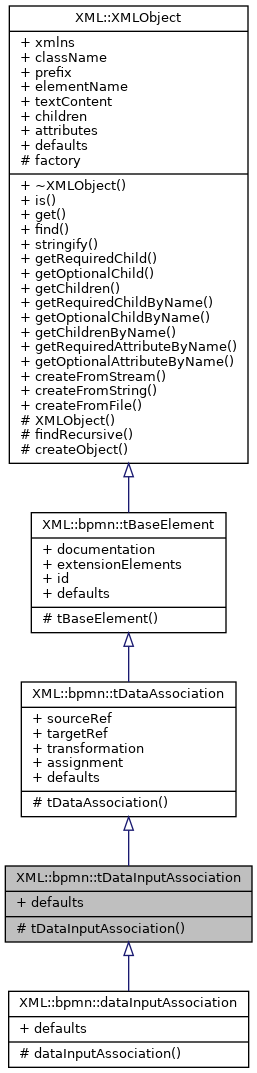 XML::XMLObject
+ xmlns
+ className
+ prefix
+ elementName
+ textContent
+ children
+ attributes
+ defaults
# factory
+ ~XMLObject()
+ is()
+ get()
+ find()
+ stringify()
+ getRequiredChild()
+ getOptionalChild()
+ getChildren()
+ getRequiredChildByName()
+ getOptionalChildByName()
+ getChildrenByName()
+ getRequiredAttributeByName()
+ getOptionalAttributeByName()
+ createFromStream()
+ createFromString()
+ createFromFile()
# XMLObject()
# findRecursive()
# createObject()
XML::bpmn::tBaseElement
+ documentation
+ extensionElements
+ id
+ defaults
# tBaseElement()
XML::bpmn::tDataAssociation
+ sourceRef
+ targetRef
+ transformation
+ assignment
+ defaults
# tDataAssociation()
XML::bpmn::tDataInputAssociation
+ defaults
# tDataInputAssociation()
XML::bpmn::dataInputAssociation
+ defaults
# dataInputAssociation()